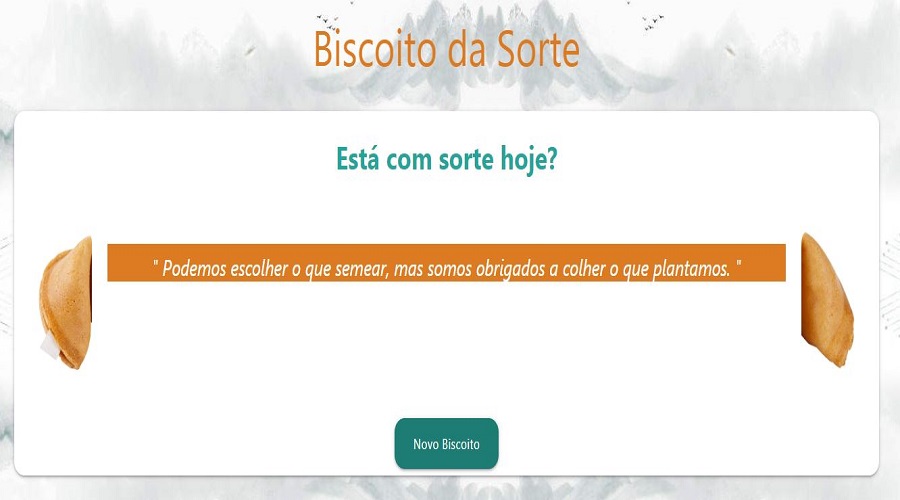 Biscoito da Sorte
Está com sorte hoje?
" Podemos escolher o que semear, mas somos obrigados a colher o que plantamos. "
Novo Biscoito